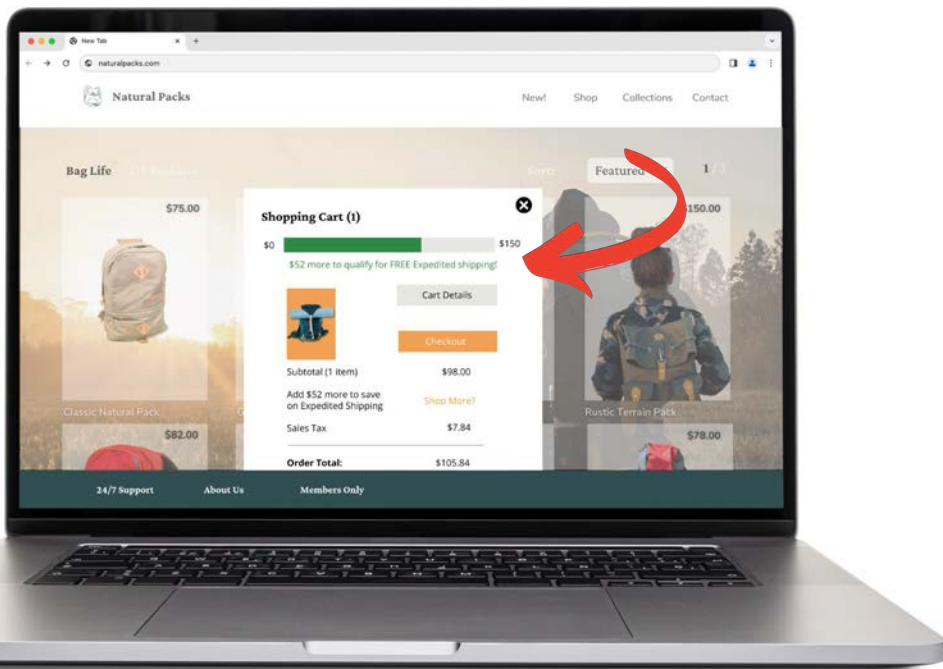 New Tab
naturalpacks.com
Natural Packs
New! Shop Collections Contact
Bag Life
Sort: Featured 1/3
$75.00
$150.00
Shopping Cart (1)
$0
$150
$52 more to qualify for FREE Expedited shipping!
Cart Details
Checkout
Subtotal (1 item) $98.00
Add $52 more to save
on Expedited Shipping
Shop More?
Sales Tax $7.84
Order Total: $105.84
Classic Natural Pack
Rustic Terrain Pack
$82.00
$78.00
24/7 Support About Us Members Only